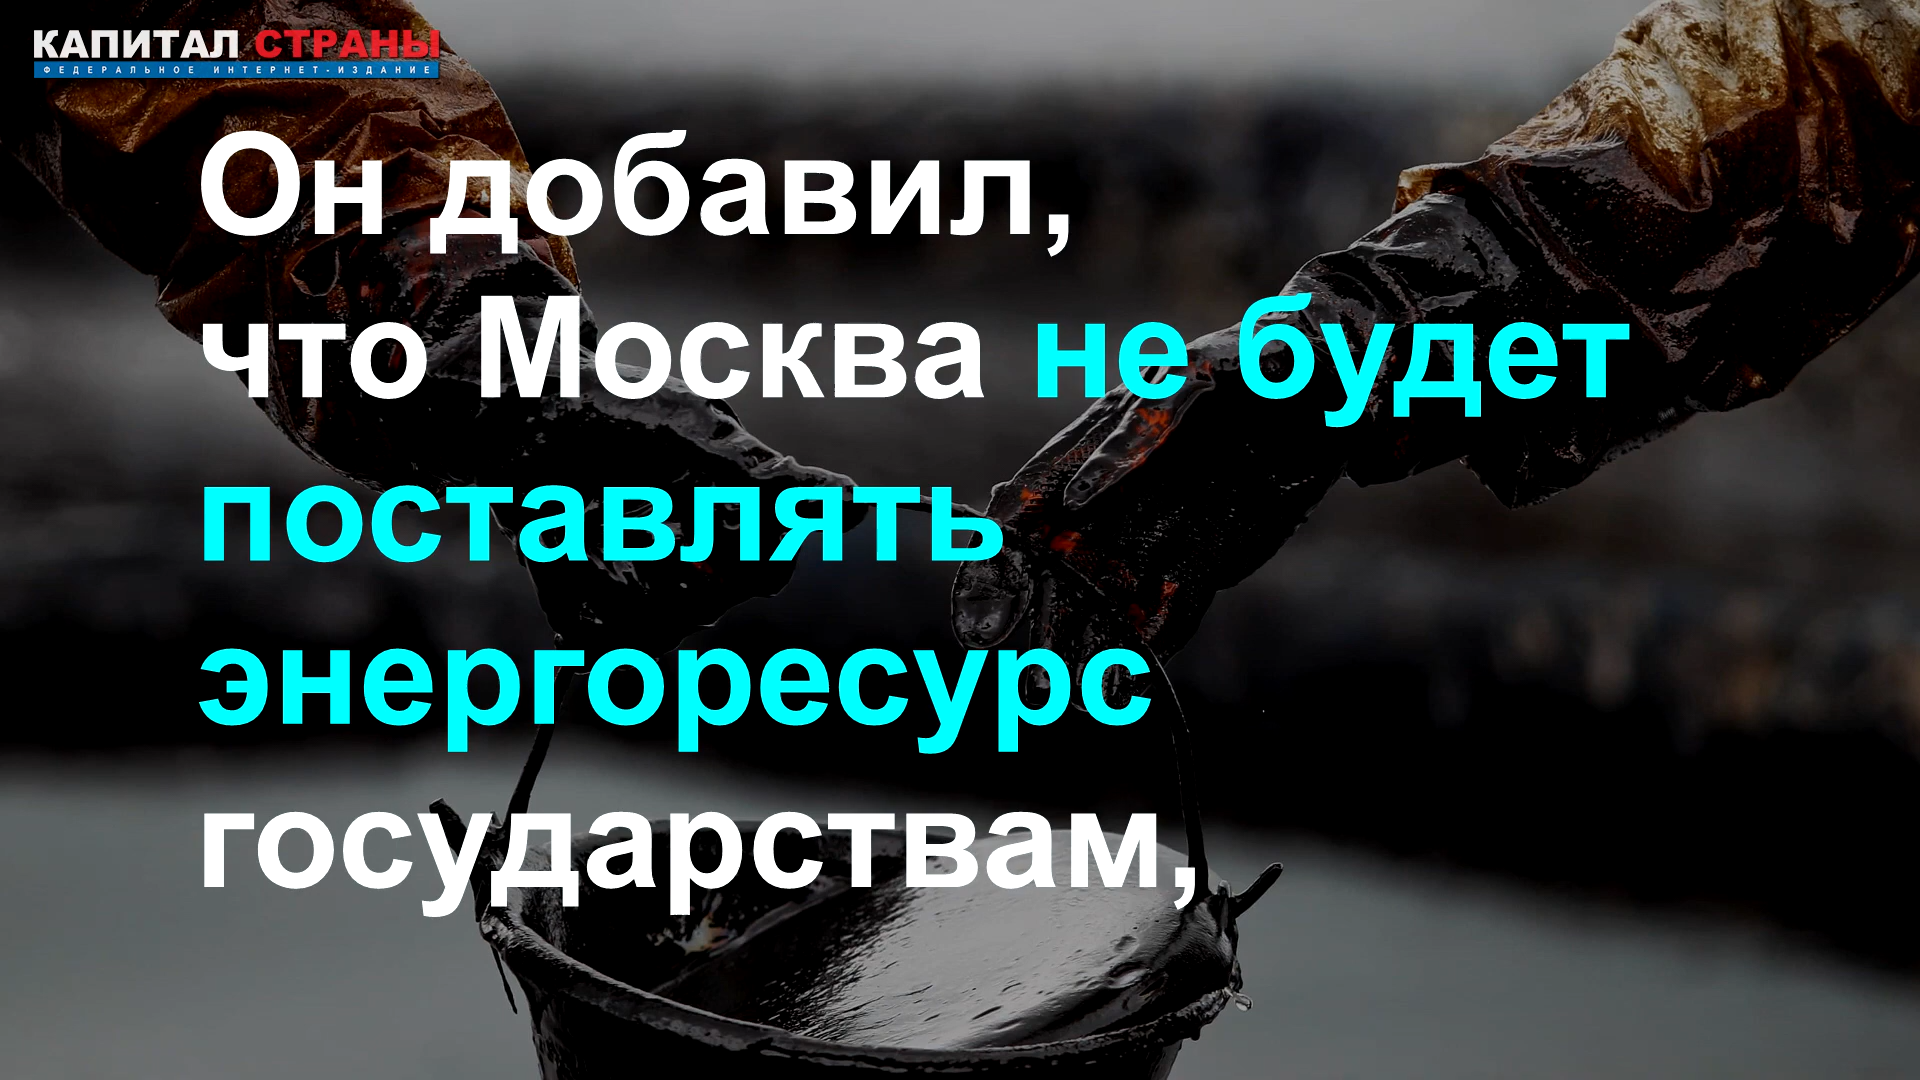 КАПИТАЛ СТРАНЫ
ФЕДЕРАЛЬНОЕ ИНТЕРНЕТ-ИЗДАНИЕ
Он добавил,
что Москва не будет
поставлять
энергоресурс
государствам,